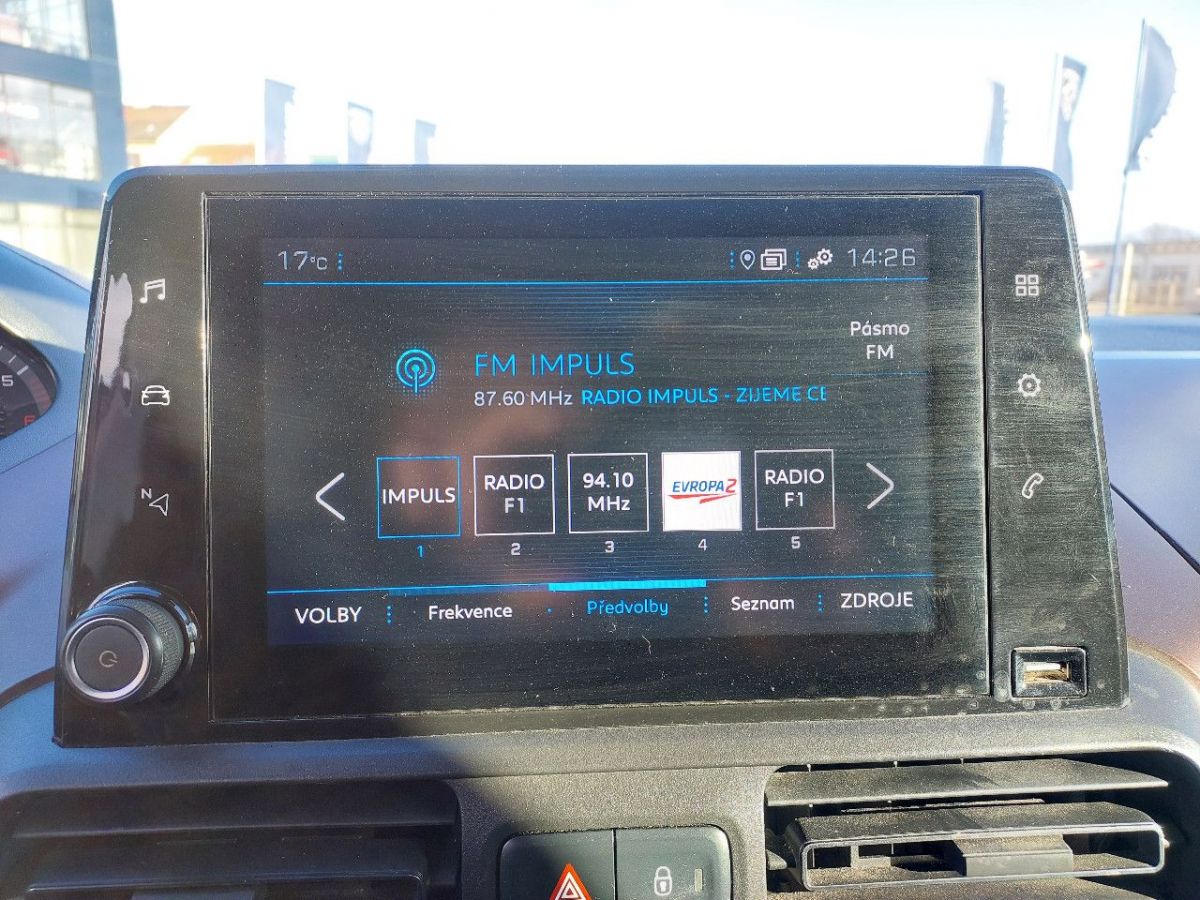 17°C
14:26
Pásmo
FM
FM IMPULS
87.60 MHz RADIO IMPULS - ZIJEME CE
IMPULS
RADIO
F1
94.10
MHz
EVROPA2
RADIO
F1
1
2
3
4
5
N
5
VOLBY
Frekvence
Předvolby
Seznam
ZDROJE